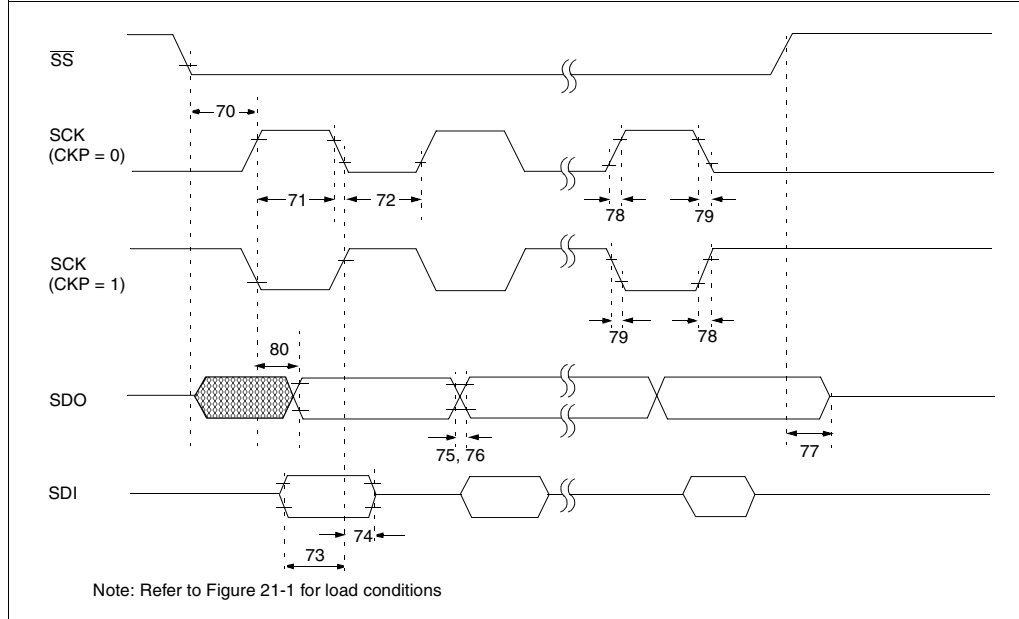 SS
70
SCK
(CKP = 0)
71
72
78
79
SCK
(CKP = 1)
79
78
80
SDO
75, 76
77
SDI
74
73
Note: Refer to Figure 21-1 for load conditions